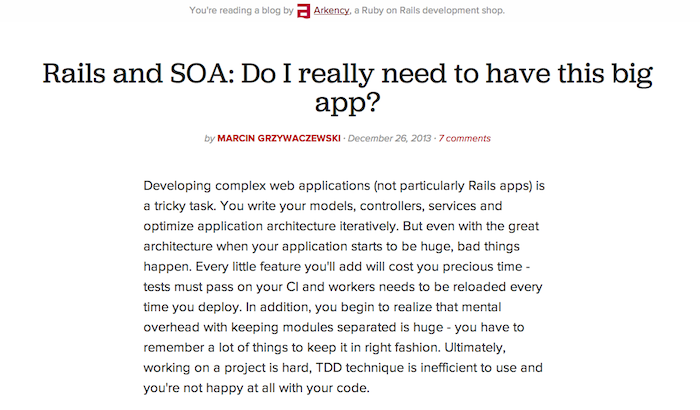 You're reading a blog by Arkency, a Ruby on Rails development shop.
Rails and SOA: Do I really need to have this big
app?
by MARCIN GRZYWACZEWSKI · December 26, 2013 · 7 comments
Developing complex web applications (not particularly Rails apps) is
a tricky task. You write your models, controllers, services and
optimize application architecture iteratively. But even with the great
architecture when your application starts to be huge, bad things
happen. Every little feature you'll add will cost you precious time -
tests must pass on your CI and workers needs to be reloaded every
time you deploy. In addition, you begin to realize that mental
overhead with keeping modules separated is huge - you have to
remember a lot of things to keep it in right fashion. Ultimately,
working on a project is hard, TDD technique is inefficient to use and
you're not happy at all with your code.